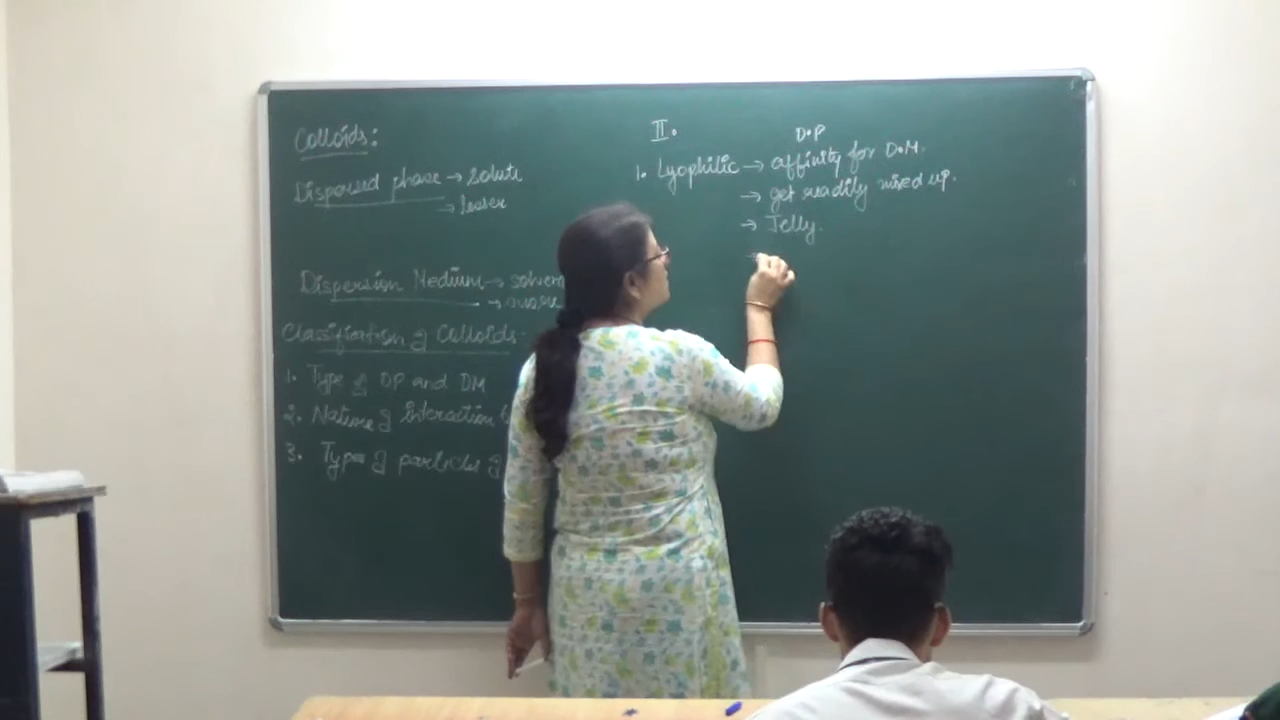 Colloids:
Dispersed phase → Solute
→ lesser
Dispersion Medium → solvent
→ more
Classification of Colloids.
1. Type of DP and DM
2. Nature of interaction
3. Type of particles of
II.
D.P
1. Lyophilic → affinity for D.M.
→ get readily mixed up.
→ Jelly.